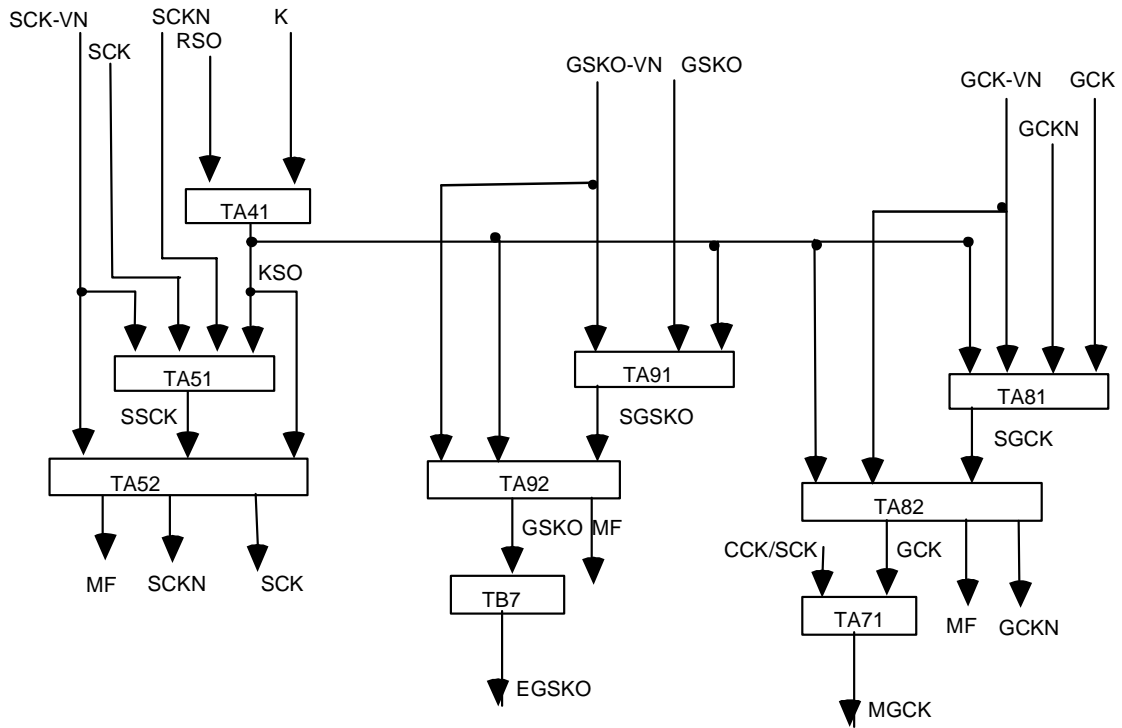 SCK-VN
SCKN
K
SCK
RSO
GSKO-VN
GSKO
GCK-VN
GCK
GCKN
TA41
KSO
TA51
TA91
TA81
SSCK
SGSKO
SGCK
TA52
TA92
TA82
GSKO
MF
CCK/SCK
GCK
MF
SCKN
SCK
TB7
TA71
MF
GCKN
EGSKO
MGCK